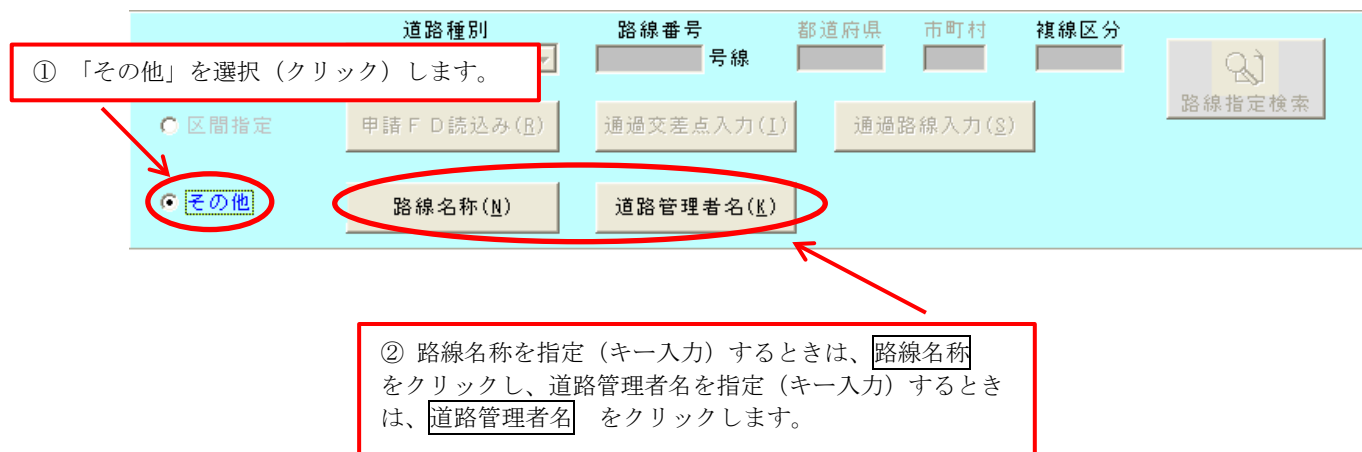 道路種別 路線番号 都道府県 市町村 複線区分
① 「その他」を選択（クリック）します。
号線
路線指定検索
区間指定 申請ＦＤ読込み(R) 通過交差点入力(I) 通過路線入力(S)
その他 路線名称(N) 道路管理者名(K)
② 路線名称を指定（キー入力）するときは、路線名称
をクリックし、道路管理者名を指定（キー入力）するとき
は、道路管理者名　をクリックします。